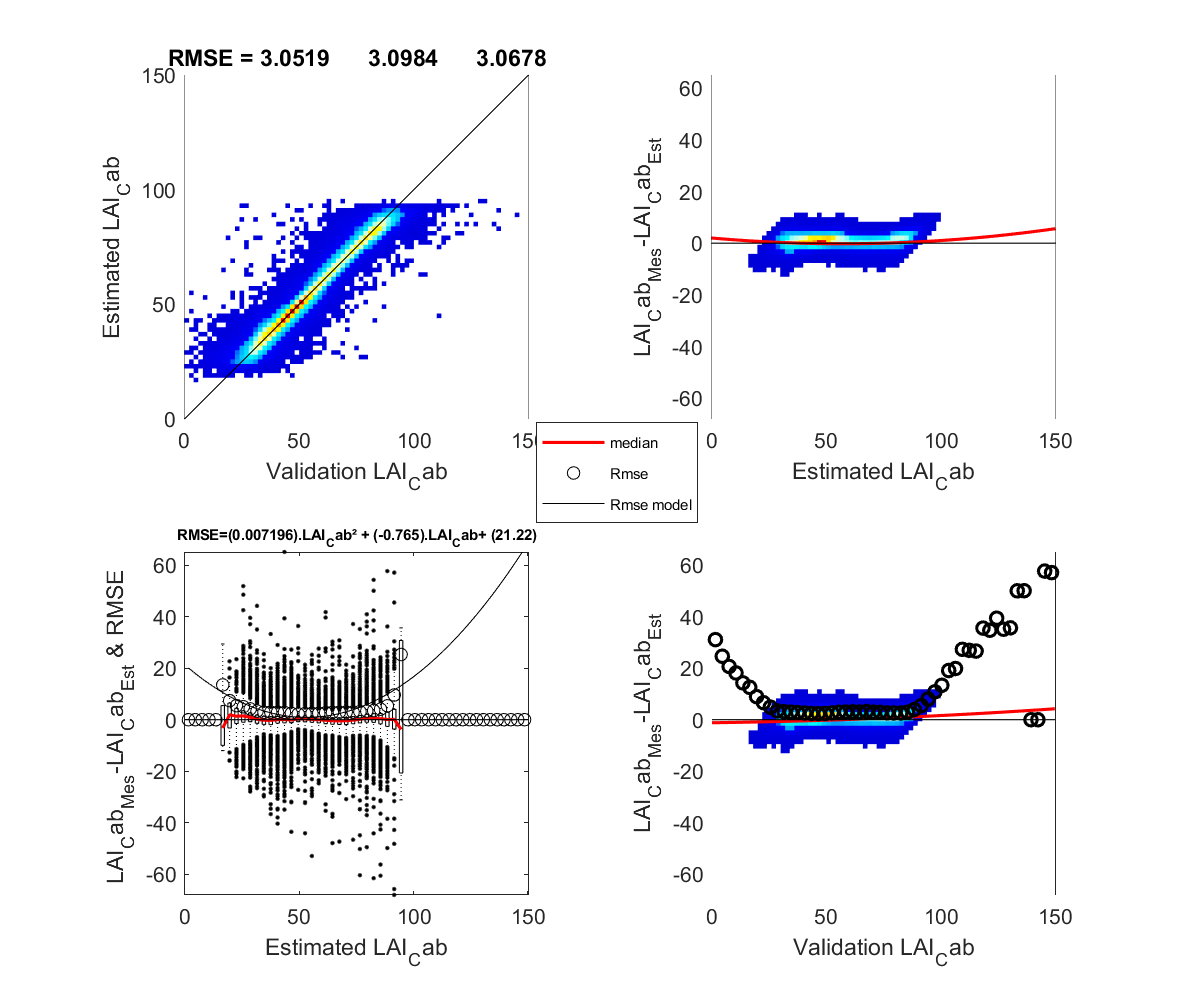 RMSE = 3.0519 3.0984 3.0678
150
100
50
0
0 50 100 150
Estimated LAI_Cab
Validation LAI_Cab
60
40
20
0
-20
-40
-60
0 50 100 150
LAI_Cab_Mes-LAI_Cab_Est
Estimated LAI_Cab
median
Rmse
Rmse model
RMSE=(0.007196).LAI_Cab² + (-0.765).LAI_Cab+ (21.22)
60
40
20
0
-20
-40
-60
0 50 100 150
LAI_Cab_Mes-LAI_Cab_Est & RMSE
Estimated LAI_Cab
60
40
20
0
-20
-40
-60
0 50 100 150
LAI_Cab_Mes-LAI_Cab_Est
Validation LAI_Cab